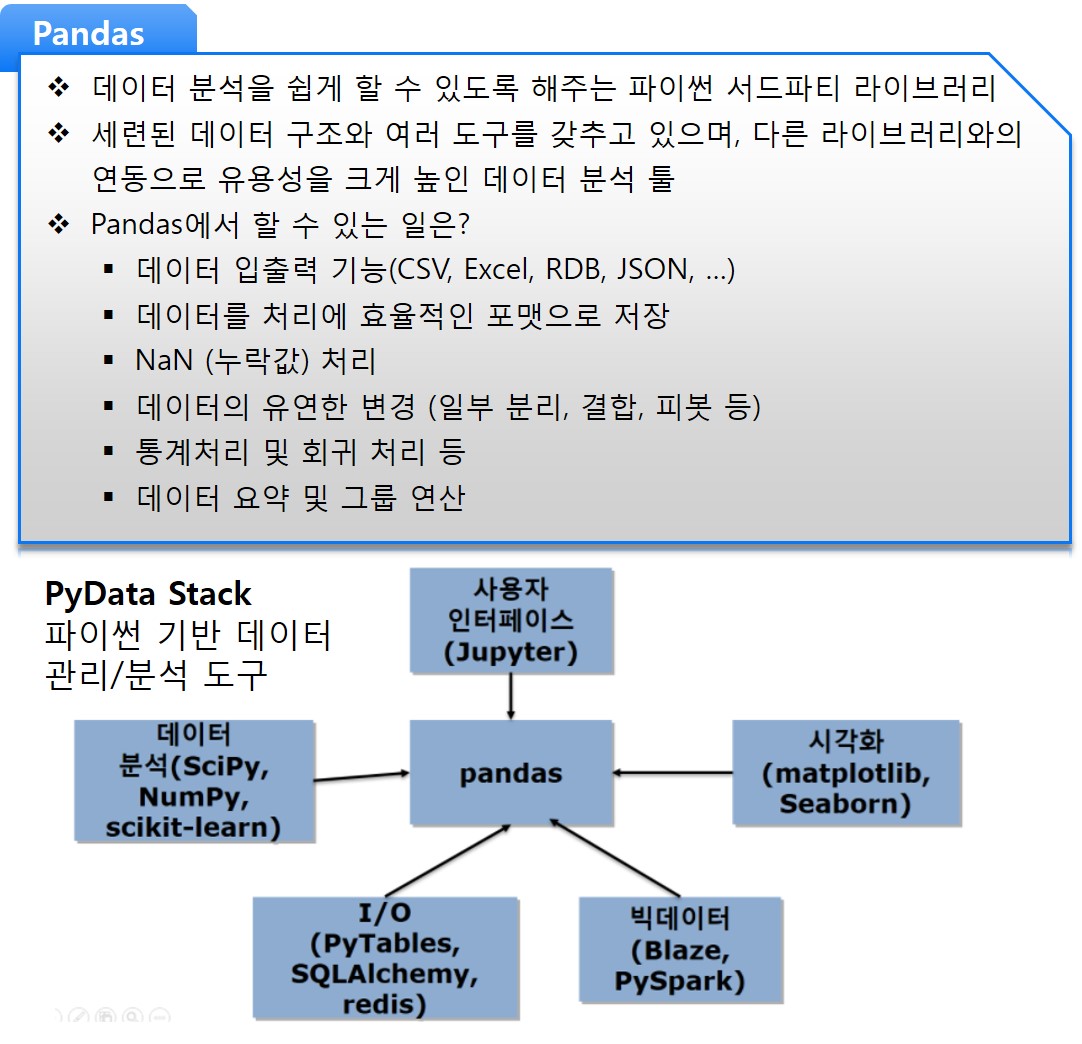 Pandas
❖ 데이터 분석을 쉽게 할 수 있도록 해주는 파이썬 서드파티 라이브러리
❖ 세련된 데이터 구조와 여러 도구를 갖추고 있으며, 다른 라이브러리와의
연동으로 유용성을 크게 높인 데이터 분석 툴
❖ Pandas에서 할 수 있는 일은?
▪ 데이터 입출력 기능(CSV, Excel, RDB, JSON, ...)
▪ 데이터를 처리에 효율적인 포맷으로 저장
▪ NaN (누락값) 처리
▪ 데이터의 유연한 변경 (일부 분리, 결합, 피봇 등)
▪ 통계처리 및 회귀 처리 등
▪ 데이터 요약 및 그룹 연산
PyData Stack
파이썬 기반 데이터
관리/분석 도구
사용자
인터페이스
(Jupyter)
데이터
분석(SciPy,
NumPy,
scikit-learn)
pandas
시각화
(matplotlib,
Seaborn)
I/O
(PyTables,
SQLAlchemy,
redis)
빅데이터
(Blaze,
PySpark)